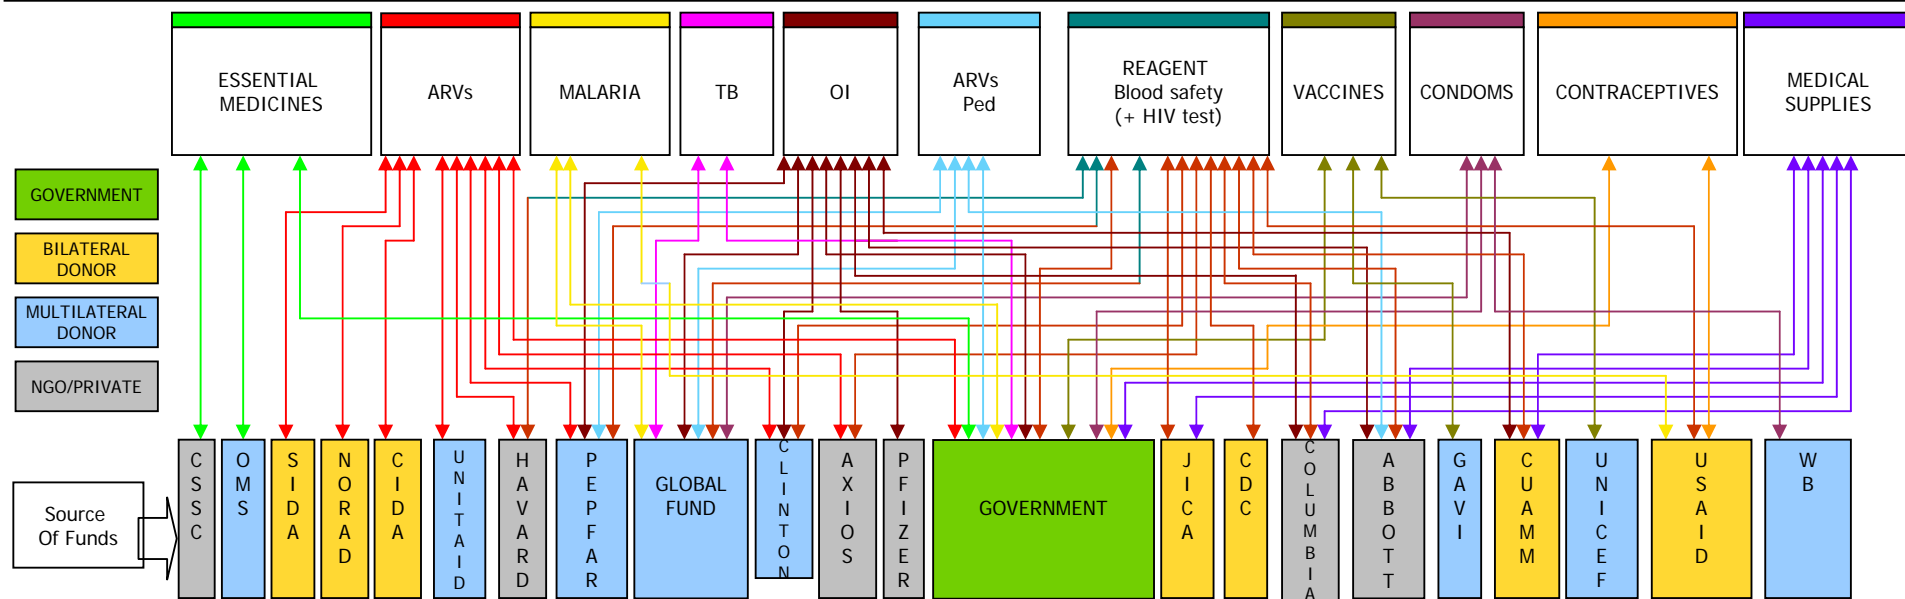 ESSENTIAL
MEDICINES
ARVs
MALARIA
TB
OI
ARVs
Ped
REAGENT
Blood safety
(+ HIV test)
VACCINES
CONDOMS
CONTRACEPTIVES
MEDICAL
SUPPLIES
GOVERNMENT
BILATERAL
DONOR
MULTILATERAL
DONOR
NGO/PRIVATE
Source
Of Funds
CSSC
OMS
SIDA
NORAD
CIDA
UNITAID
HAVARD
PEPFAR
GLOBAL
FUND
CLINTON
AXIOS
PFIZER
GOVERNMENT
JICA
CDC
COLUMBIA
ABBOTT
GAVI
CUAMM
UNICEF
USAID
WB